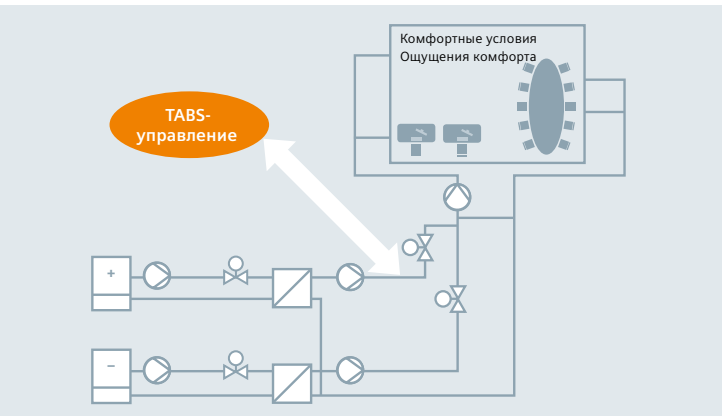 Комфортные условия
Ощущения комфорта
TABS-
управление
+
–